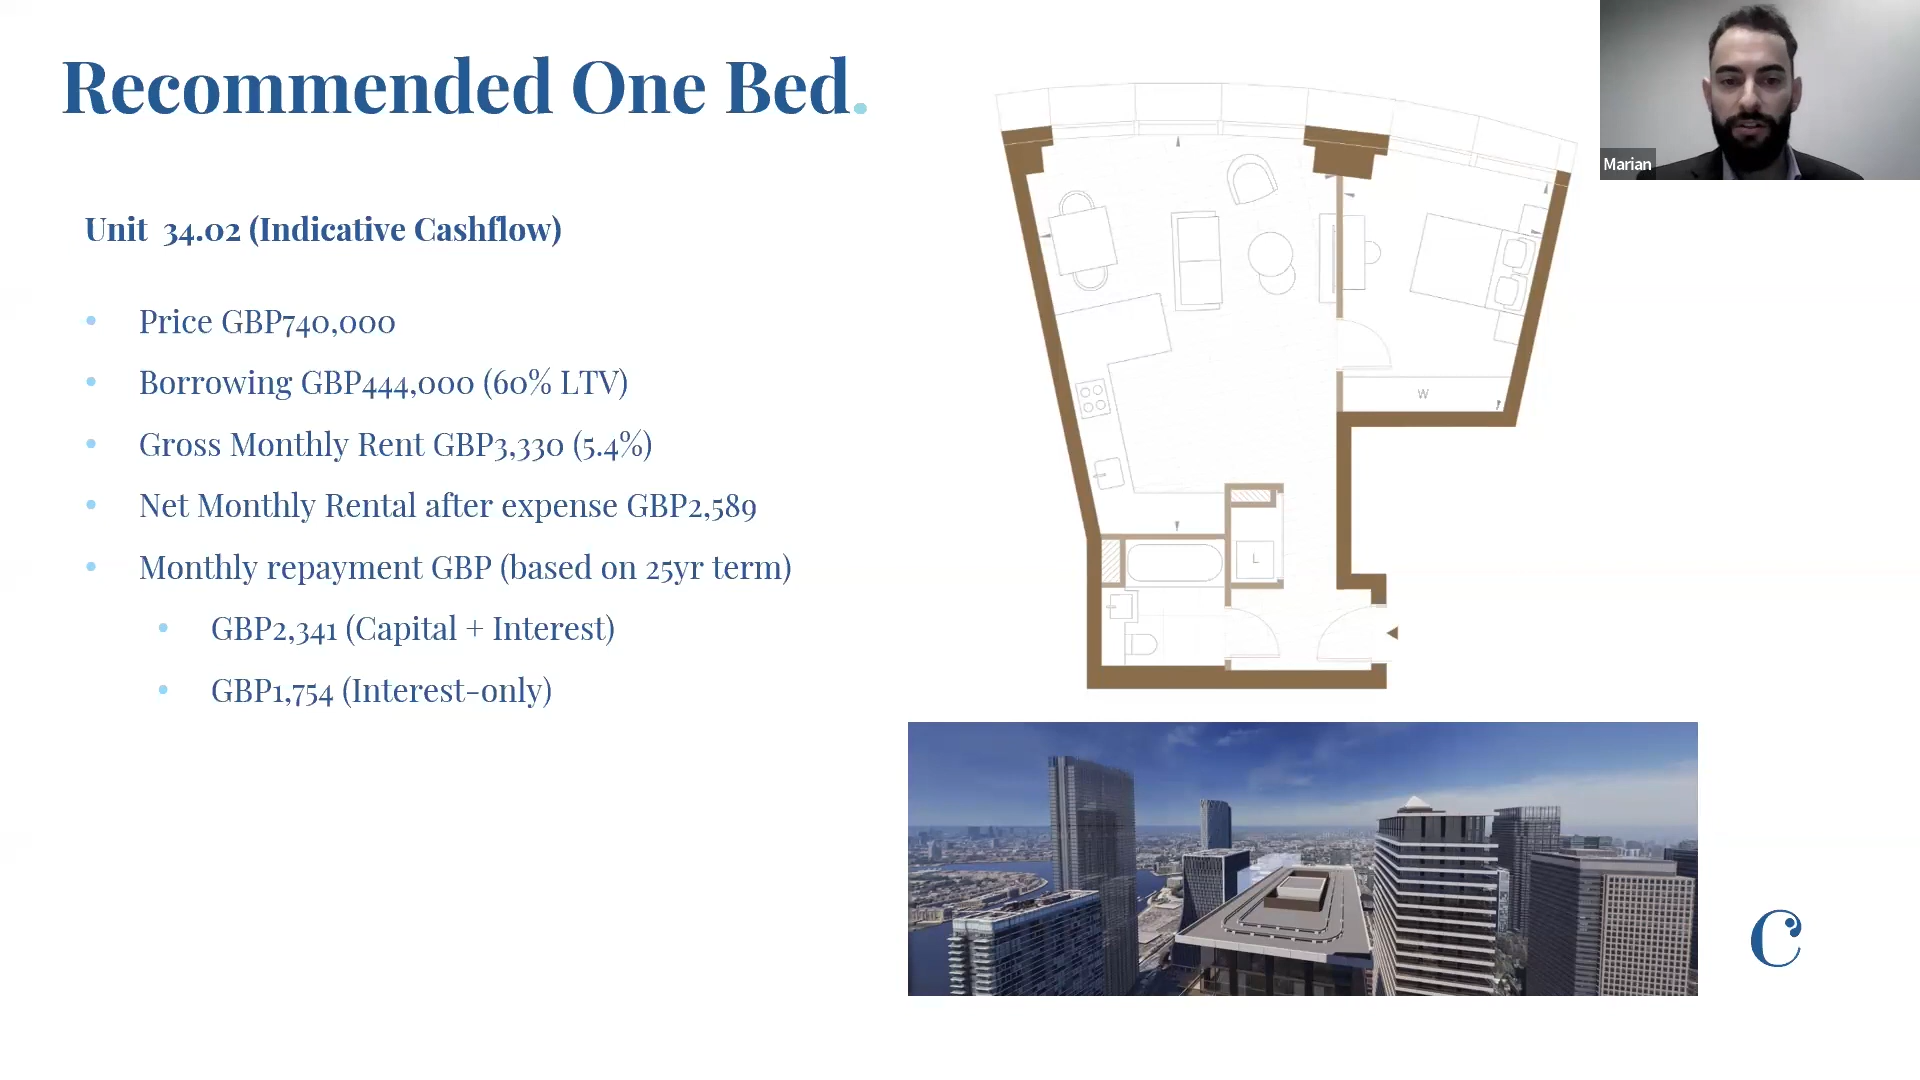 Recommended One Bed.
Unit 34.02 (Indicative Cashflow)
• Price GBP740,000
• Borrowing GBP444,000 (60% LTV)
• Gross Monthly Rent GBP3,330 (5.4%)
• Net Monthly Rental after expense GBP2,589
• Monthly repayment GBP (based on 25yr term)
• GBP2,341 (Capital + Interest)
• GBP1,754 (Interest-only)
W
L
Marian
C